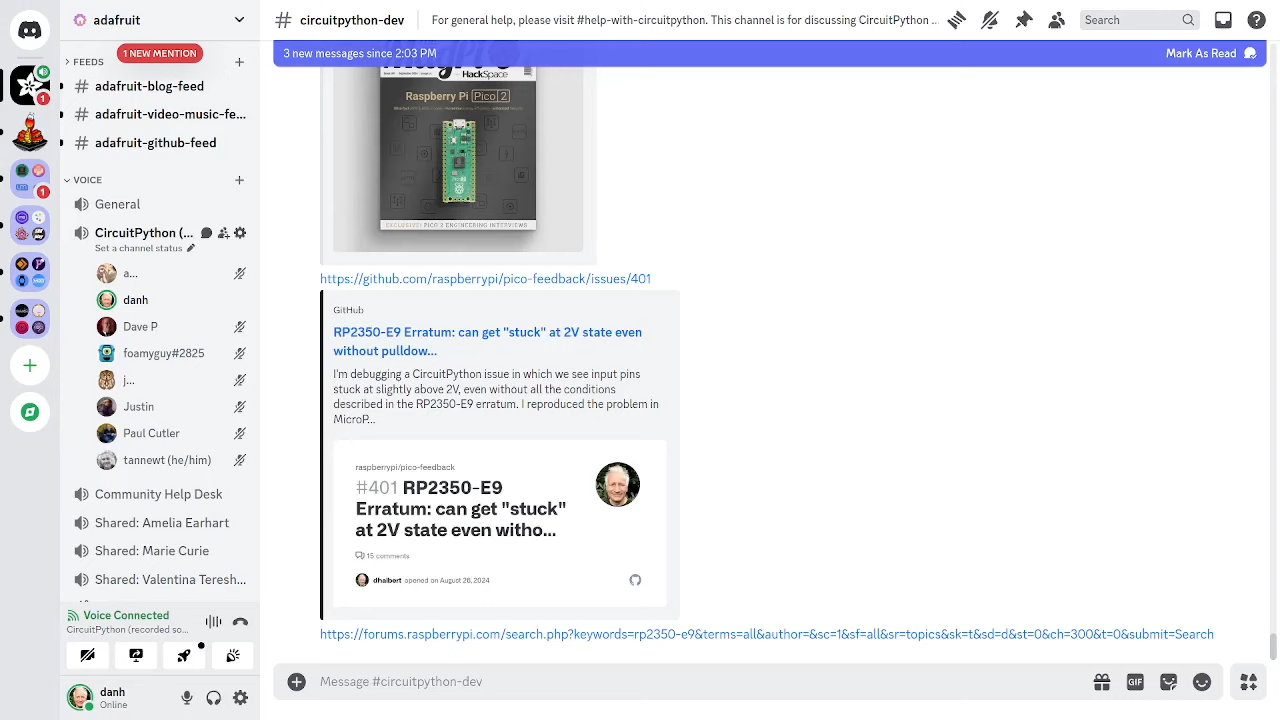 adafruit
1 NEW MENTION
FEEDS
adafruit-blog-feed
adafruit-video-music-fe...
adafruit-github-feed
VOICE
General
CircuitPython (...
Set a channel status
a...
danh
Dave P
foamyguy#2825
j...
Justin
Paul Cutler
tannewt (he/him)
Community Help Desk
Shared: Amelia Earhart
Shared: Marie Curie
Shared: Valentina Teresh...
Voice Connected
CircuitPython (recorded so...
danh
Online
1
1
# circuitpython-dev
For general help, please visit #help-with-circuitpython. This channel is for discussing CircuitPython ...
Search
3 new messages since 2:03 PM
Mark As Read
HackSpace
Raspberry Pi Pico 2
EXCLUSIVE: PICO 2 ENGINEERING INTERVIEWS
https://github.com/raspberrypi/pico-feedback/issues/401
GitHub
RP2350-E9 Erratum: can get "stuck" at 2V state even
without pulldow...
I'm debugging a CircuitPython issue in which we see input pins
stuck at slightly above 2V, even without all the conditions
described in the RP2350-E9 erratum. I reproduced the problem in
MicroP...
raspberrypi/pico-feedback
#401 RP2350-E9
Erratum: can get "stuck"
at 2V state even witho...
15 comments
dhalbert opened on August 26, 2024
https://forums.raspberrypi.com/search.php?keywords=rp2350-e9&terms=all&author=&sc=1&sf=all&sr=topics&sk=t&sd=d&st=0&ch=300&t=0&submit=Search
Message #circuitpython-dev
GIF